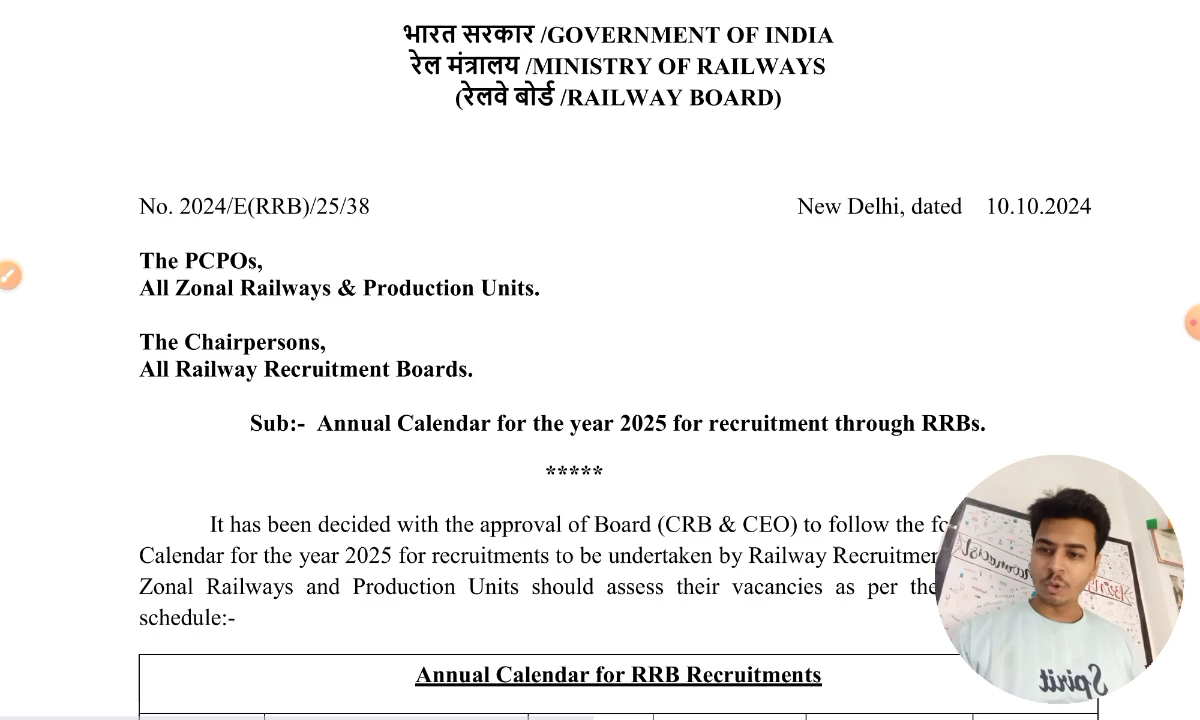 भारत सरकार /GOVERNMENT OF INDIA
रेल मंत्रालय /MINISTRY OF RAILWAYS
(रेलवे बोर्ड /RAILWAY BOARD)
No. 2024/E(RRB)/25/38 New Delhi, dated 10.10.2024
The PCPOs,
All Zonal Railways & Production Units.
The Chairpersons,
All Railway Recruitment Boards.
Sub:- Annual Calendar for the year 2025 for recruitment through RRBs.
*****
It has been decided with the approval of Board (CRB & CEO) to follow the
Calendar for the year 2025 for recruitments to be undertaken by Railway
Zonal Railways and Production Units should assess their vacancies as per the
schedule:-
Annual Calendar for RRB Recruitments
Spirit